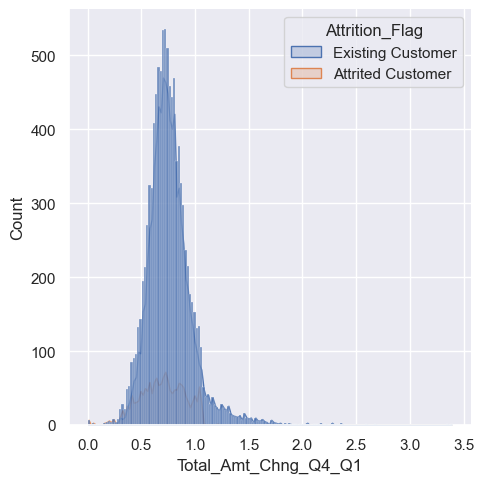 Attrition_Flag
Existing Customer
Attrited Customer
500
400
300
200
100
0
Count
0.0 0.5 1.0 1.5 2.0 2.5 3.0 3.5
Total_Amt_Chng_Q4_Q1